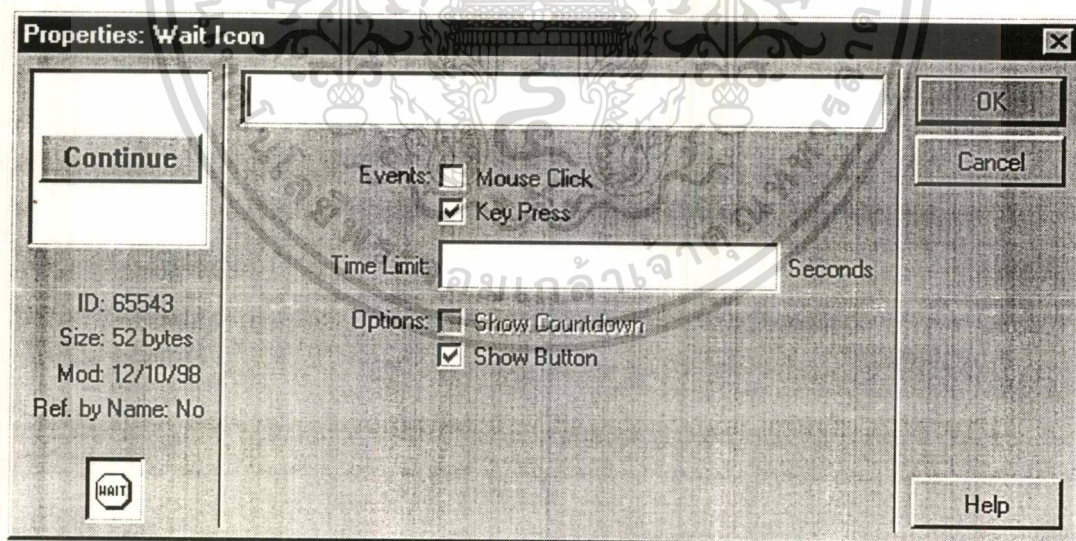 Properties: Wait Icon
Continue
ID: 65543
Size: 52 bytes
Mod: 12/10/98
Ref. by Name: No
WAIT
Events: Mouse Click
Key Press
Time Limit: Seconds
Options: Show Countdown
Show Button
OK
Cancel
Help